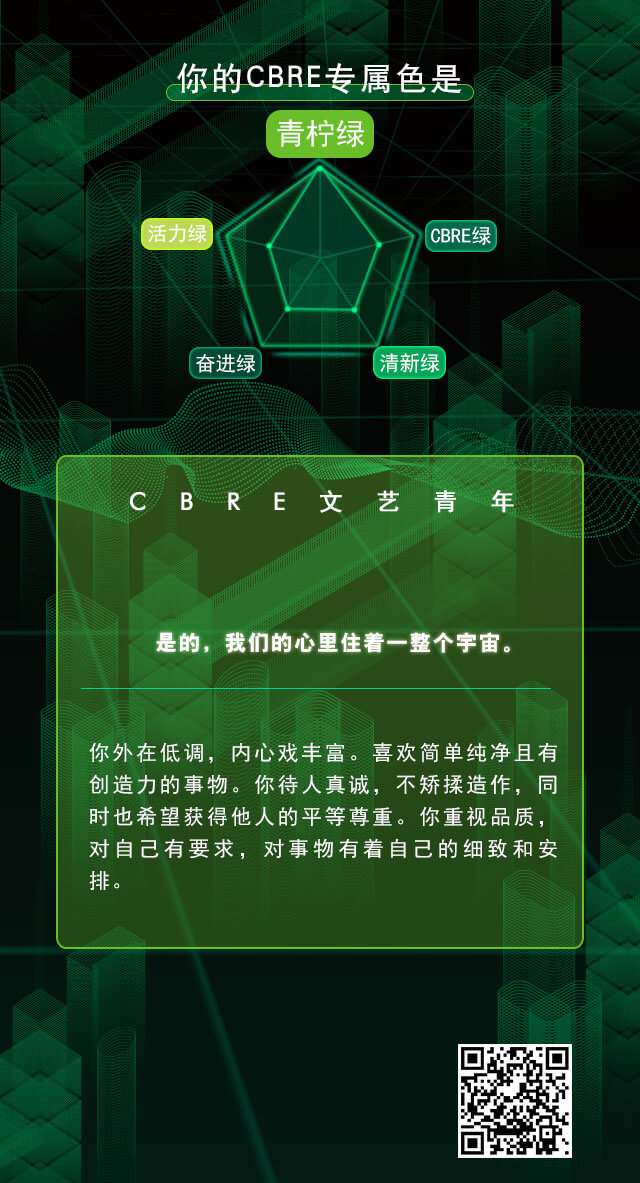 你的CBRE专属色是
青柠绿
活力绿
CBRE绿
奋进绿
清新绿
CBRE文艺青年
是的，我们的心里住着一整个宇宙。
你外在低调，内心戏丰富。喜欢简单纯净且有
创造力的事物。你待人真诚，不矫揉造作，同
时也希望获得他人的平等尊重。你重视品质，
对自己有要求，对事物有着自己的细致和安
排。